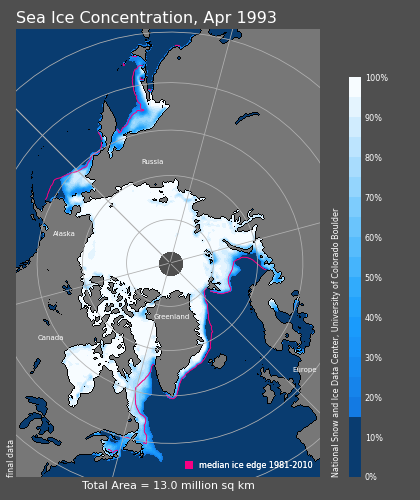 Sea Ice Concentration, Apr 1993
100%
90%
80%
70%
60%
50%
40%
30%
20%
10%
0%
Russia
Alaska
Greenland
Canada
Europe
National Snow and Ice Data Center, University of Colorado Boulder
final data
median ice edge 1981-2010
Total Area = 13.0 million sq km